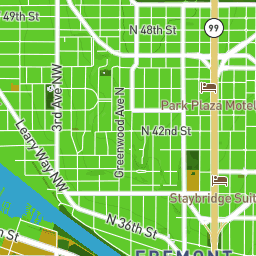 49th St
N 48th St
99
3rd Ave NW
Greenwood Ave N
Park Plaza Motel
N 42nd St
Leary Way NW
Staybridge Suit
N 36th St
FREMONT